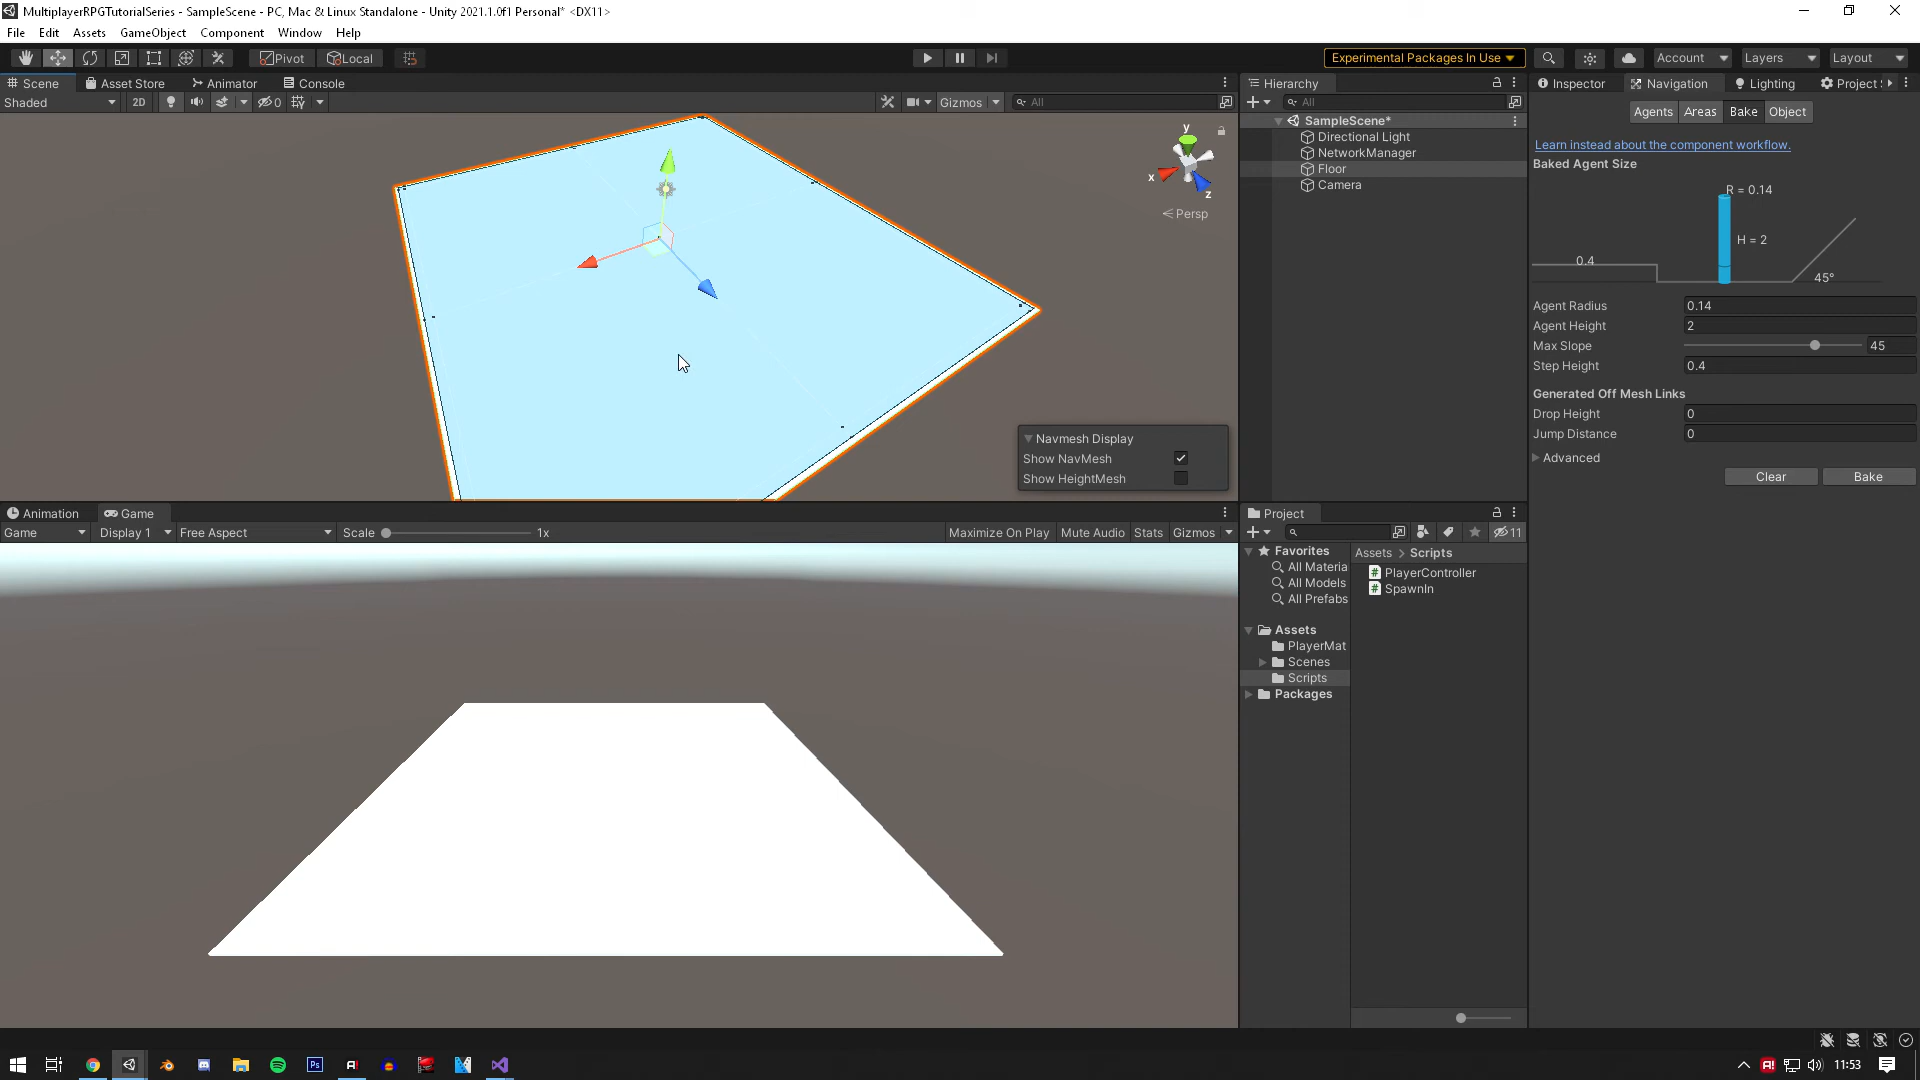 MultiplayerRPGTutorialSeries - SampleScene - PC, Mac & Linux Standalone - Unity 2021.1.0f1 Personal* <DX11>
File Edit Assets GameObject Component Window Help
Pivot Local Experimental Packages In Use Account Layers Layout
Scene Asset Store Animator Console
Shaded 2D 0 Gizmos All
y
x
z
Persp
Navmesh Display
Show NavMesh
Show HeightMesh
Hierarchy
All
SampleScene*
Directional Light
NetworkManager
Floor
Camera
Inspector Navigation Lighting Project
Agents Areas Bake Object
Learn instead about the component workflow.
Baked Agent Size
R = 0.14
H = 2
0.4
45°
Agent Radius 0.14
Agent Height 2
Max Slope 45
Step Height 0.4
Generated Off Mesh Links
Drop Height 0
Jump Distance 0
Advanced
Clear Bake
Animation Game
Game Display 1 Free Aspect Scale 1x Maximize On Play Mute Audio Stats Gizmos
Project
11
Favorites
All Materia
All Models
All Prefabs
Assets
PlayerMat
Scenes
Scripts
Packages
Assets > Scripts
PlayerController
SpawnIn
Ps
11:53